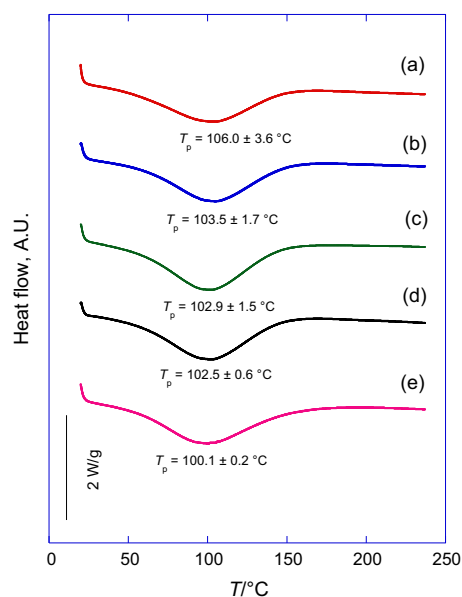 (a)
Tp = 106.0 ± 3.6 °C
(b)
Tp = 103.5 ± 1.7 °C
(c)
Tp = 102.9 ± 1.5 °C
(d)
Tp = 102.5 ± 0.6 °C
(e)
Tp = 100.1 ± 0.2 °C
Heat flow, A.U.
2 W/g
0 50 100 150 200 250
T/°C